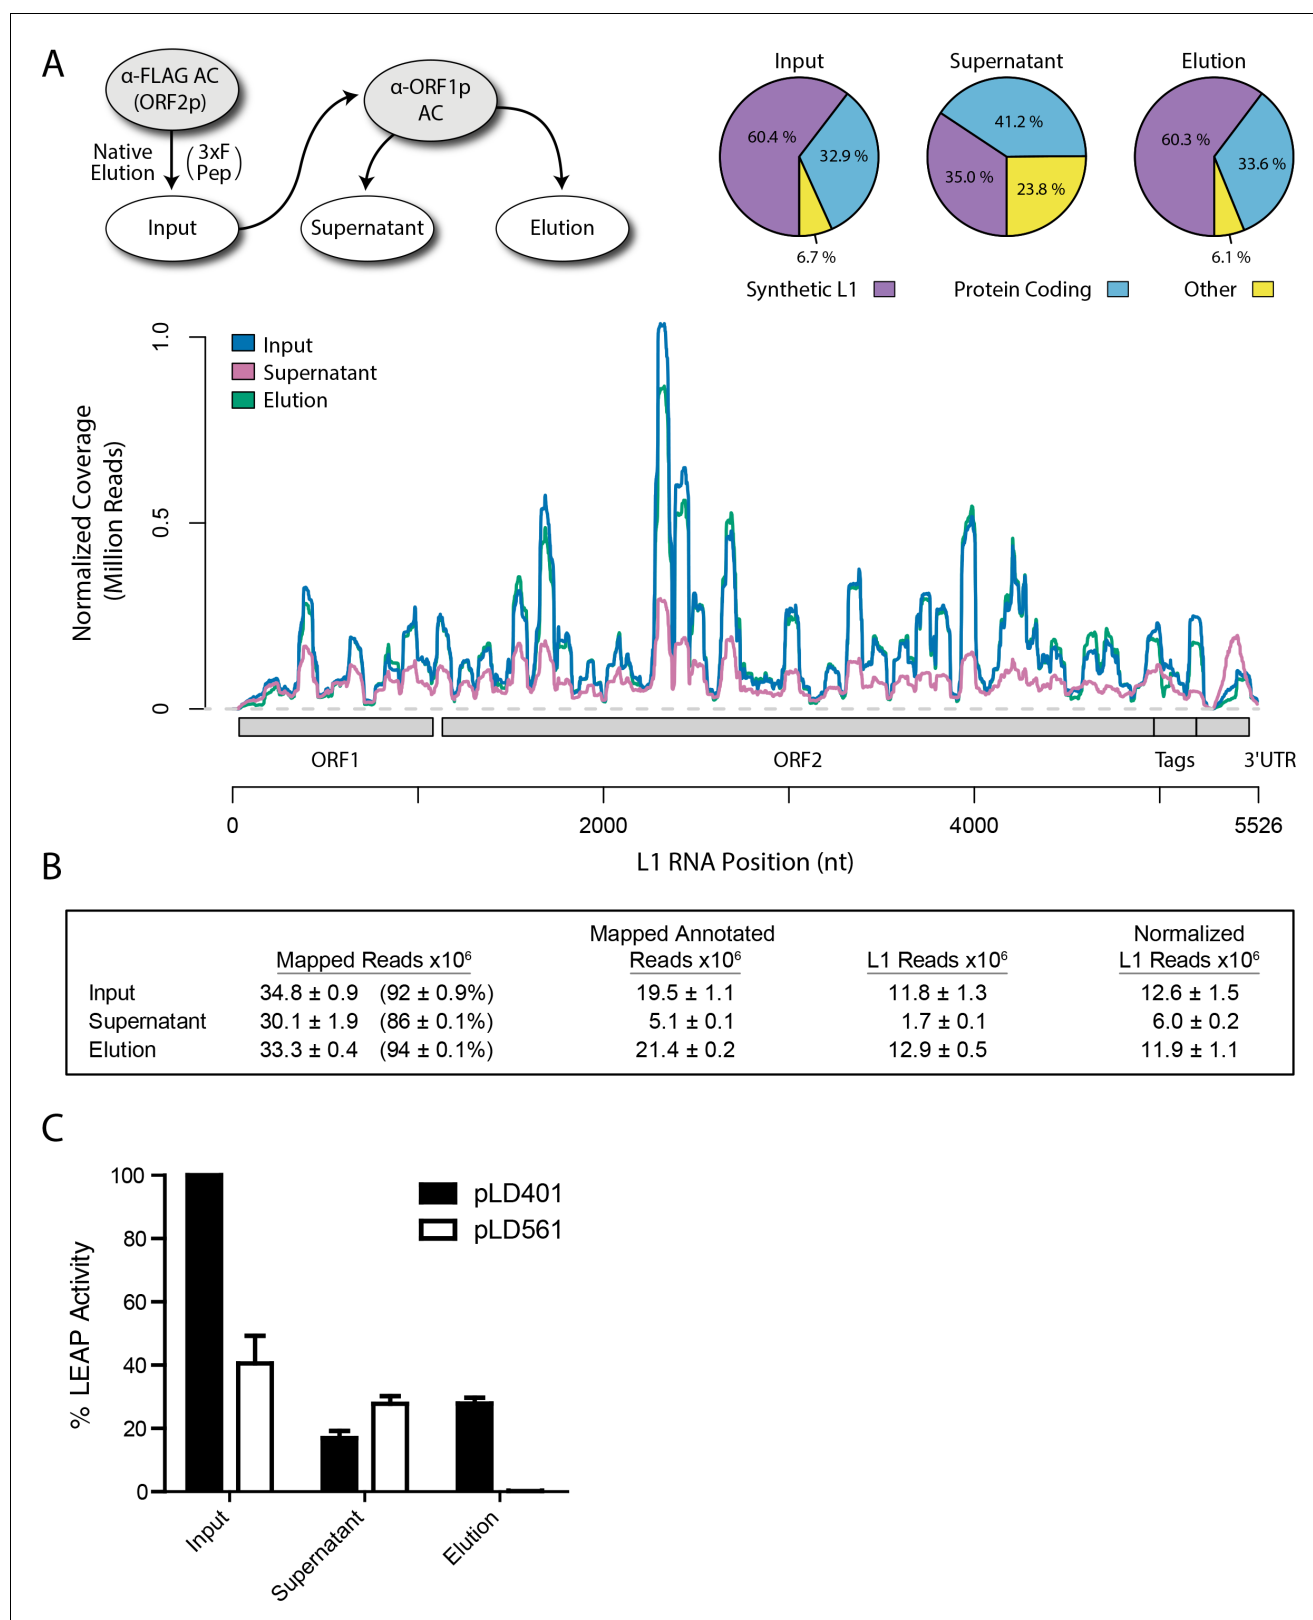 A
α-FLAG AC
(ORF2p)
Native
Elution
(3xF
Pep)
Input
α-ORF1p
AC
Supernatant
Elution
Input
Supernatant
Elution
60.4 %
32.9 %
6.7 %
41.2 %
35.0 %
23.8 %
60.3 %
33.6 %
6.1 %
Synthetic L1
Protein Coding
Other
Input
Supernatant
Elution
Normalized Coverage
(Million Reads)
1.0
0.5
0
ORF1
ORF2
Tags
3'UTR
0
2000
4000
5526
L1 RNA Position (nt)
B
Mapped Annotated Normalized
Mapped Reads x10⁶ Reads x10⁶ L1 Reads x10⁶ L1 Reads x10⁶
Input 34.8 ± 0.9 (92 ± 0.9%) 19.5 ± 1.1 11.8 ± 1.3 12.6 ± 1.5
Supernatant 30.1 ± 1.9 (86 ± 0.1%) 5.1 ± 0.1 1.7 ± 0.1 6.0 ± 0.2
Elution 33.3 ± 0.4 (94 ± 0.1%) 21.4 ± 0.2 12.9 ± 0.5 11.9 ± 1.1
C
% LEAP Activity
100
80
60
40
20
0
pLD401
pLD561
Input
Supernatant
Elution